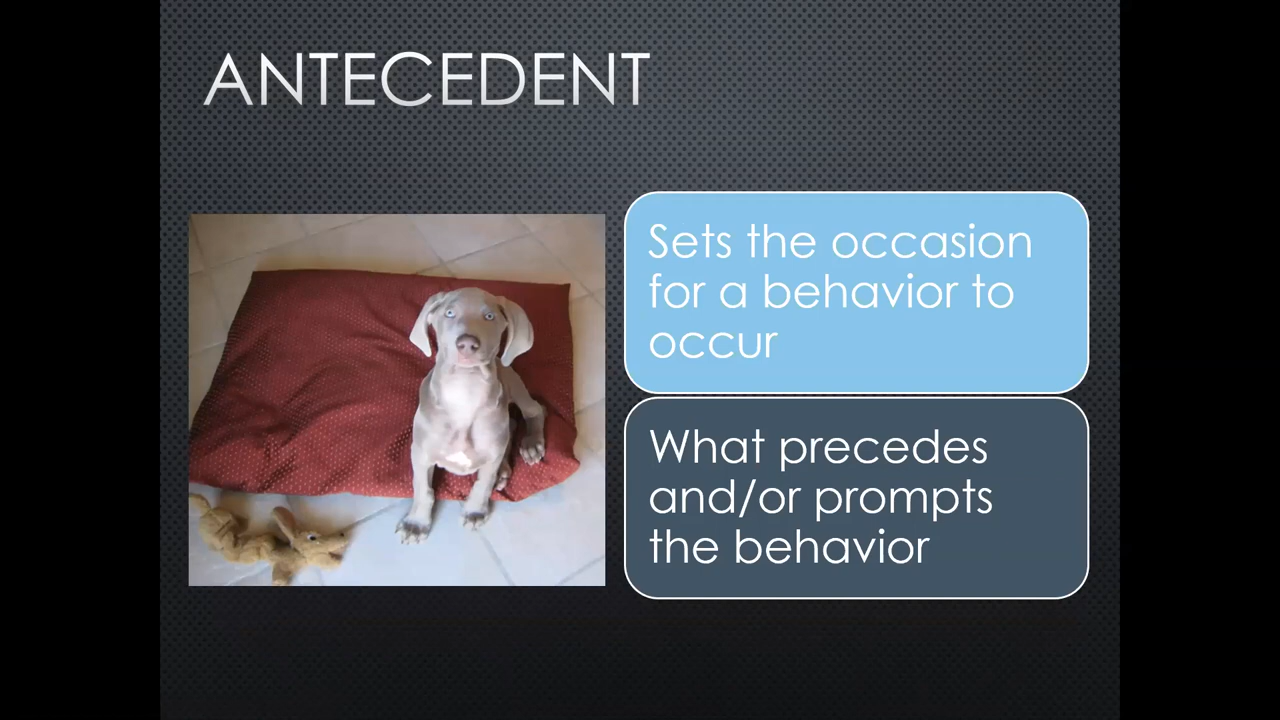 ANTECEDENT
Sets the occasion
for a behavior to
occur
What precedes
and/or prompts
the behavior